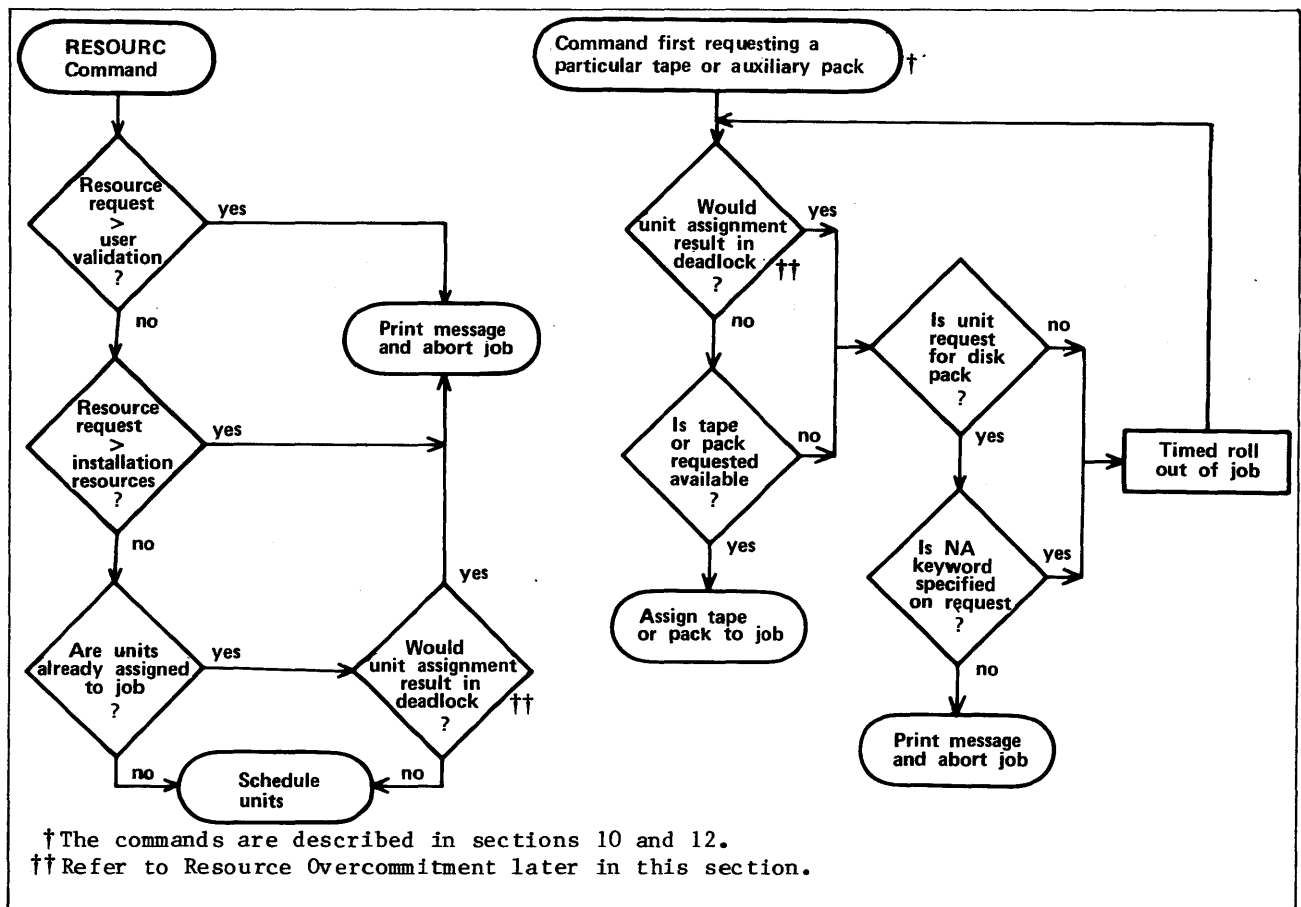 RESOURC
Command
Resource
request
>
user
validation
?
yes
no
Print message
and abort job
Resource
request
>
installation
resources
?
yes
no
Are units
already assigned
to job
?
yes
no
Would
unit assignment
result in
deadlock ††
?
yes
no
Schedule
units
Command first requesting a
particular tape or auxiliary pack †
Would
unit assignment
result in
deadlock ††
?
yes
no
Is tape
or pack
requested
available
?
no
yes
Assign tape
or pack to job
Is unit
request
for disk
pack
?
no
yes
Is NA
keyword
specified
on request
?
yes
no
Timed roll
out of job
Print message
and abort job
† The commands are described in sections 10 and 12.
†† Refer to Resource Overcommitment later in this section.